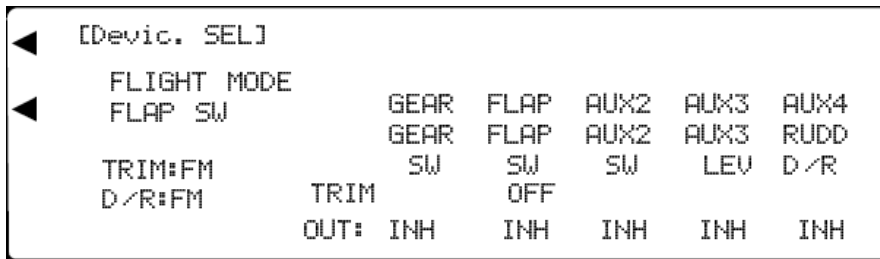 [Devic. SEL]
FLIGHT MODE
FLAP SW GEAR FLAP AUX2 AUX3 AUX4
GEAR FLAP AUX2 AUX3 RUDD
TRIM:FM SW SW SW LEV D/R
D/R:FM TRIM OFF
OUT: INH INH INH INH INH